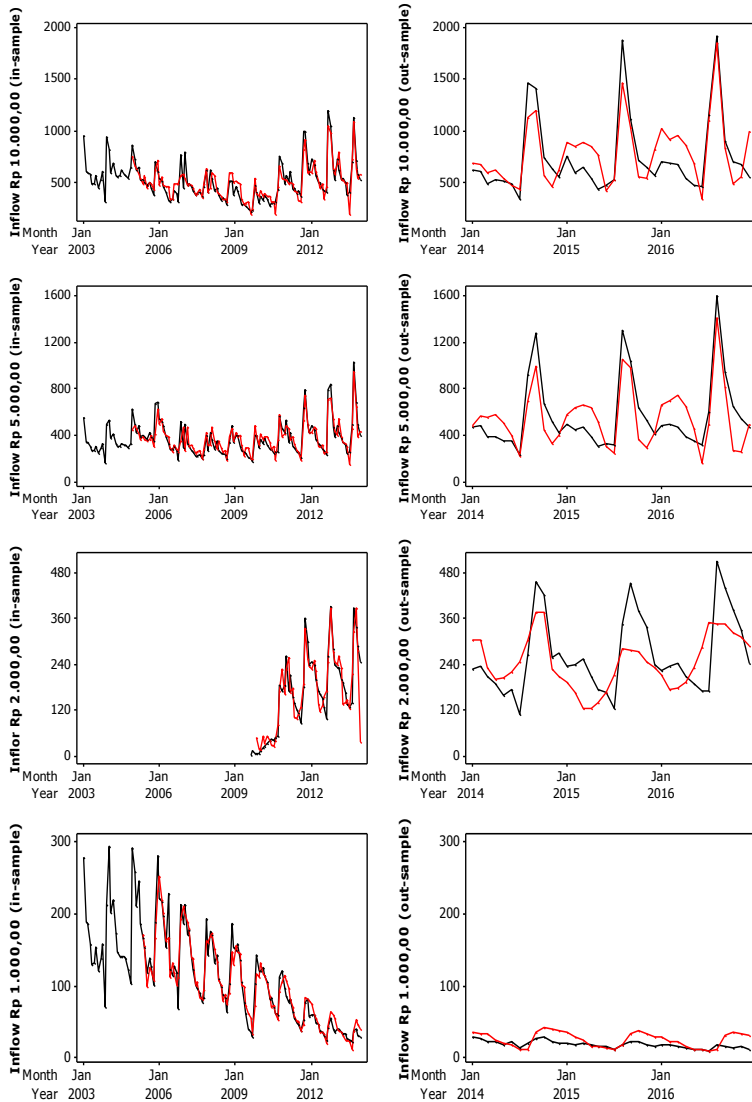 Inflow Rp 10.000,00 (in-sample)
2000
1500
1000
500
Month
Year
Jan
2003
Jan
2006
Jan
2009
Jan
2012
Inflow Rp 10.000,00 (out-sample)
2000
1500
1000
500
Month
Year
Jan
2014
Jan
2015
Jan
2016
Inflow Rp 5.000,00 (in-sample)
1600
1200
800
400
0
Month
Year
Jan
2003
Jan
2006
Jan
2009
Jan
2012
Inflow Rp 5.000,00 (out-sample)
1600
1200
800
400
0
Month
Year
Jan
2014
Jan
2015
Jan
2016
Inflor Rp 2.000,00 (in-sample)
480
360
240
120
0
Month
Year
Jan
2003
Jan
2006
Jan
2009
Jan
2012
Inflow Rp 2.000,00 (out-sample)
480
360
240
120
0
Month
Year
Jan
2014
Jan
2015
Jan
2016
Inflow Rp 1.000,00 (in-sample)
300
200
100
0
Month
Year
Jan
2003
Jan
2006
Jan
2009
Jan
2012
Inflow Rp 1.000,00 (out-sample)
300
200
100
0
Month
Year
Jan
2014
Jan
2015
Jan
2016